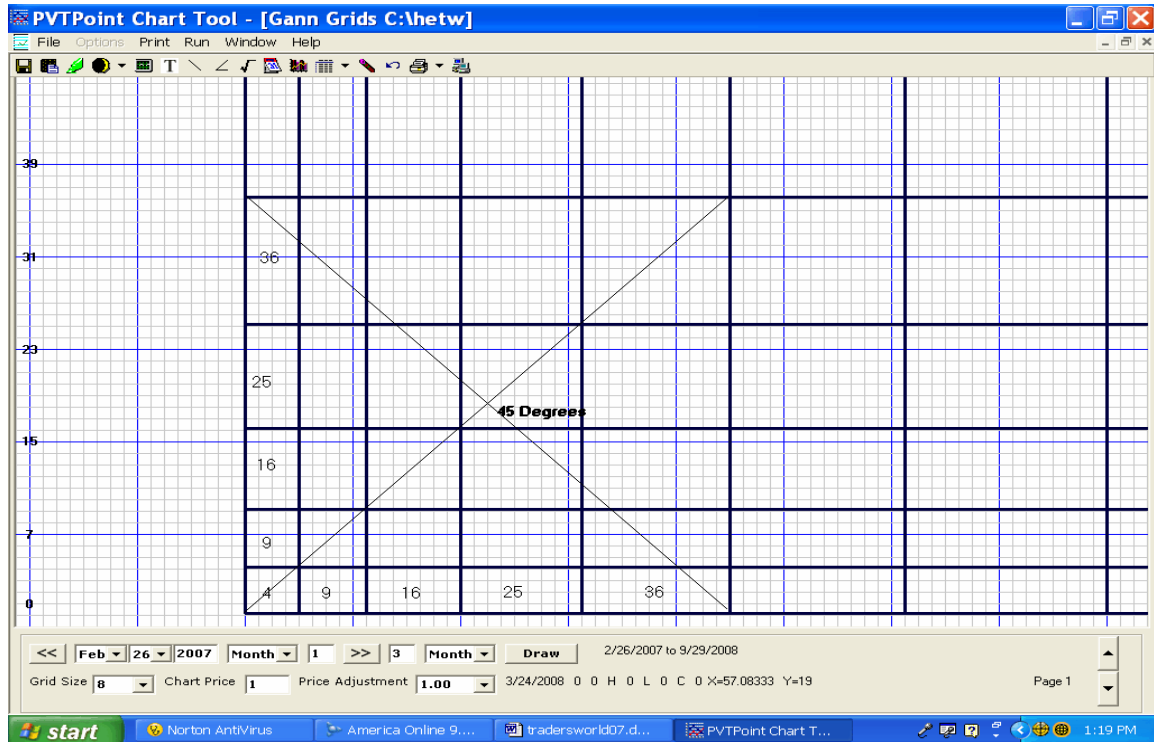 PVTPoint Chart Tool - [Gann Grids C:\hetw]
File Options Print Run Window Help
T
39
31
23
15
7
0
36
25
16
9
4 9 16 25 36
45 Degrees
<< Feb 26 2007 Month 1 >> 3 Month Draw 2/26/2007 to 9/29/2008
Grid Size 8 Chart Price 1 Price Adjustment 1.00 3/24/2008 0 0 H 0 L 0 C 0 X=57.08333 Y=19 Page 1
start Norton AntiVirus America Online 9.... tradersworld07.d... PVTPoint Chart T... 1:19 PM